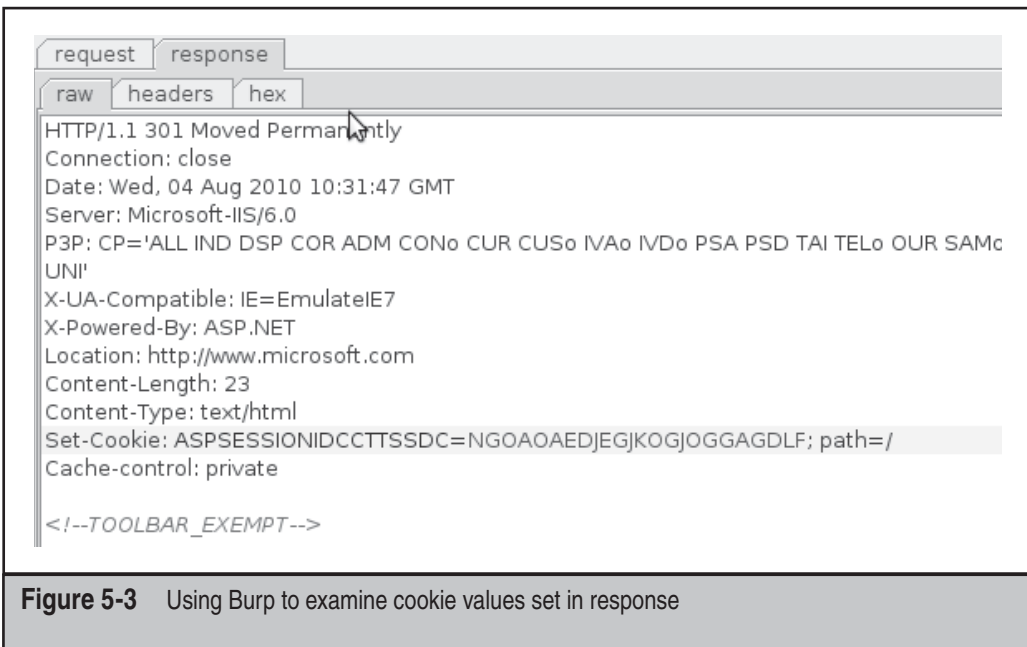 request response
raw headers hex
HTTP/1.1 301 Moved Permanently
Connection: close
Date: Wed, 04 Aug 2010 10:31:47 GMT
Server: Microsoft-IIS/6.0
P3P: CP='ALL IND DSP COR ADM CONo CUR CUSo IVAo IVDo PSA PSD TAI TELo OUR SAMo
UNI'
X-UA-Compatible: IE=EmulateIE7
X-Powered-By: ASP.NET
Location: http://www.microsoft.com
Content-Length: 23
Content-Type: text/html
Set-Cookie: ASPSESSIONIDCCTTSSDC=NGOAOAEDJEGJKOGJOGGAGDLF; path=/
Cache-control: private
<!--TOOLBAR_EXEMPT-->
Figure 5-3 Using Burp to examine cookie values set in response